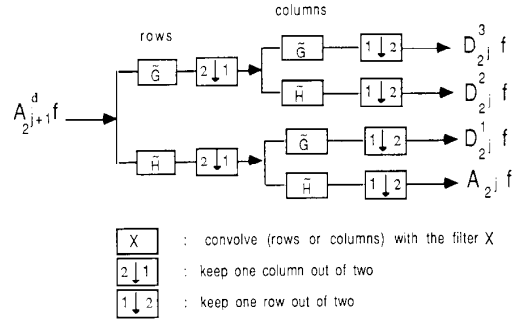 columns
rows
G̃ 2↓1 G̃ 1↓2 D³₂ⱼ f
H̃ 1↓2 D²₂ⱼ f
Aᵈ₂ⱼ₊₁ f
H̃ 2↓1 G̃ 1↓2 D¹₂ⱼ f
H̃ 1↓2 A₂ⱼ f
X : convolve (rows or columns) with the filter X
2↓1 : keep one column out of two
1↓2 : keep one row out of two